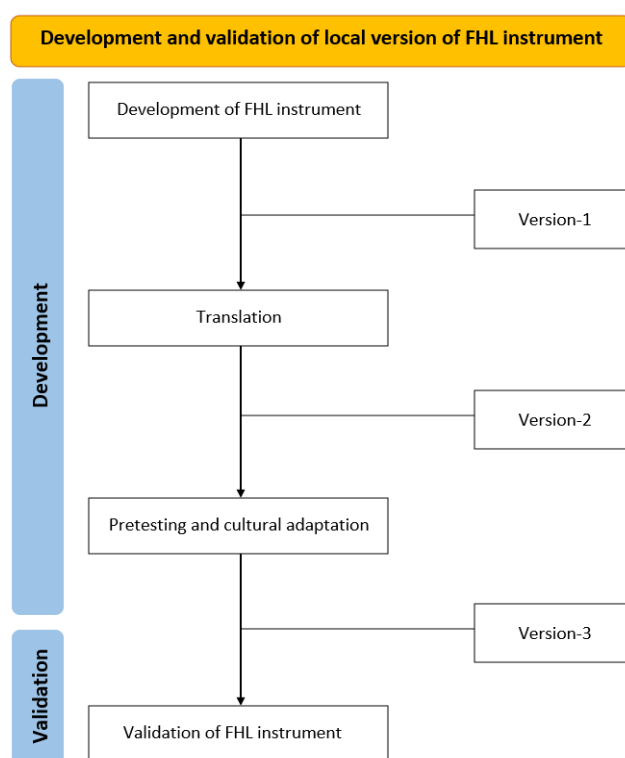 Development and validation of local version of FHL instrument
Development
Development of FHL instrument
Version-1
Translation
Version-2
Pretesting and cultural adaptation
Version-3
Validation
Validation of FHL instrument